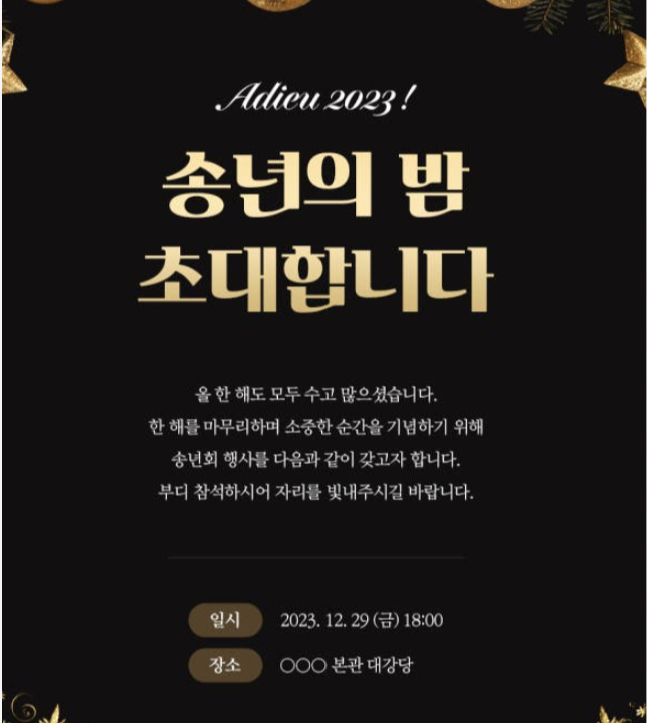 Adieu 2023!
송년의 밤
초대합니다
올 한 해도 모두 수고 많으셨습니다.
한 해를 마무리하며 소중한 순간을 기념하기 위해
송년회 행사를 다음과 같이 갖고자 합니다.
부디 참석하시어 자리를 빛내주시길 바랍니다.
일시 2023. 12. 29 (금) 18:00
장소 ○○○ 본관 대강당